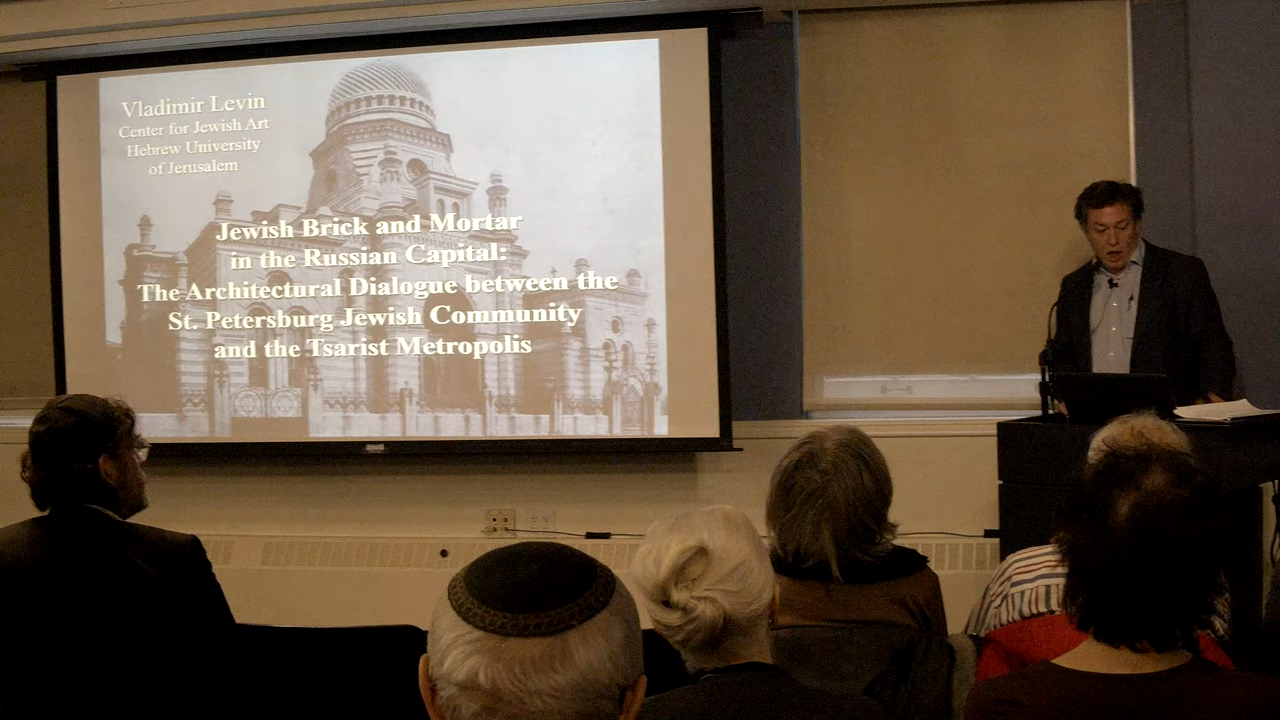 Vladimir Levin
Center for Jewish Art
Hebrew University
of Jerusalem
Jewish Brick and Mortar
in the Russian Capital:
The Architectural Dialogue between the
St. Petersburg Jewish Community
and the Tsarist Metropolis